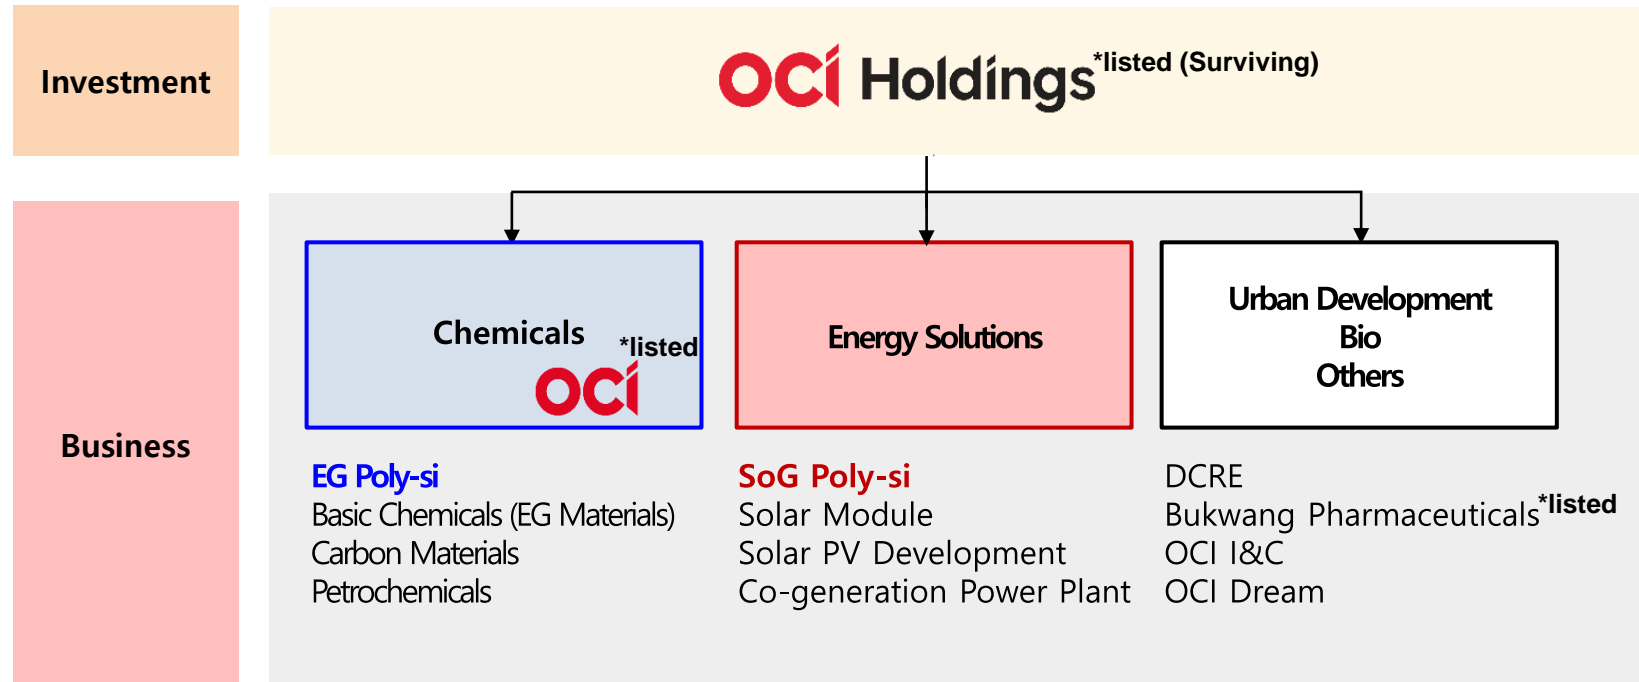 Investment
OCI Holdings*listed (Surviving)
Business
Chemicals
*listed
OCI
EG Poly-si
Basic Chemicals (EG Materials)
Carbon Materials
Petrochemicals
Energy Solutions
SoG Poly-si
Solar Module
Solar PV Development
Co-generation Power Plant
Urban Development
Bio
Others
DCRE
Bukwang Pharmaceuticals*listed
OCI I&C
OCI Dream